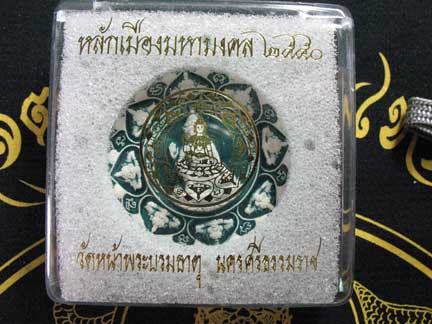 หลักเมืองมหามงคล ๒๕๕๐
วัดหน้าพระบรมธาตุ นครศรีธรรมราช